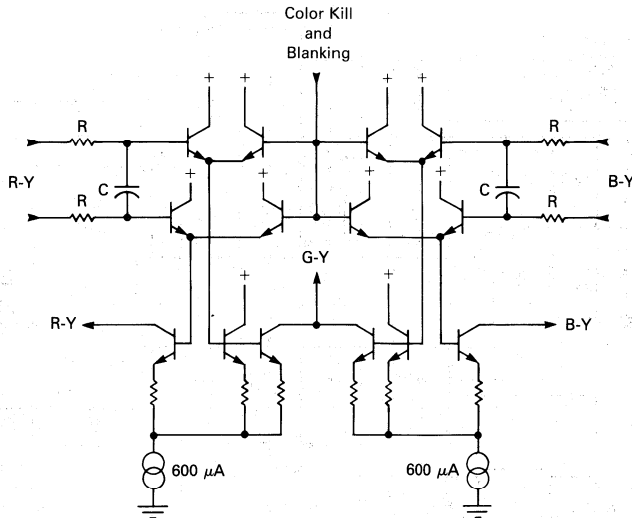 Color Kill
and
Blanking
+ + + +
R R
R-Y C + + + + C B-Y
R R
G-Y
+ +
R-Y B-Y
600 μA 600 μA